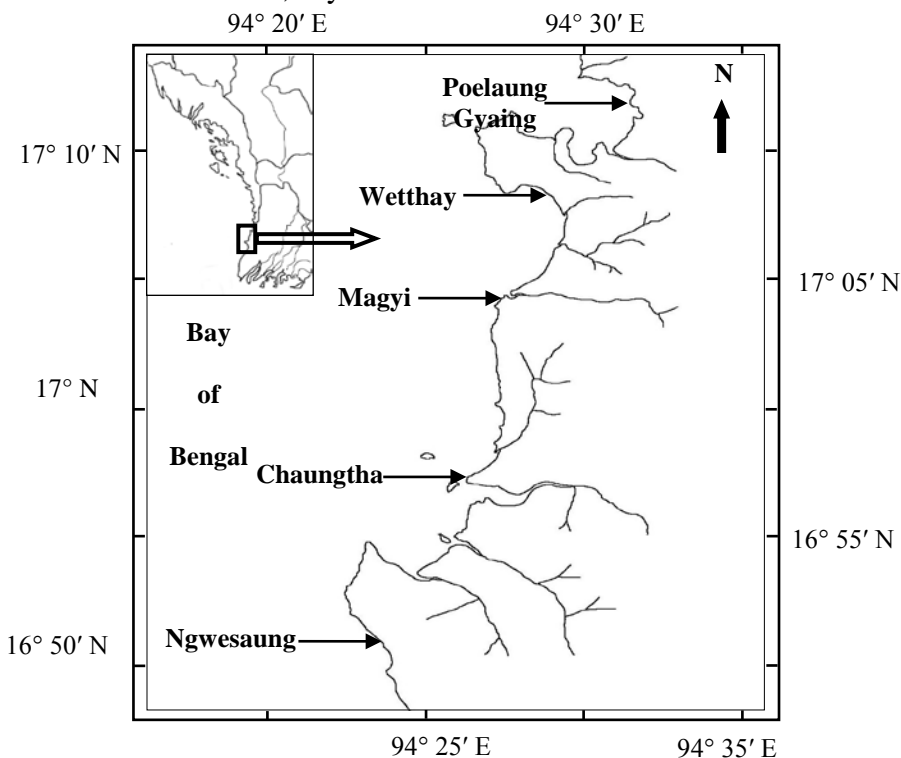 94° 20′ E 94° 30′ E
N
Poelaung
Gyaing
17° 10′ N
Wetthay
17° 05′ N
Magyi
Bay
of
Bengal
17° N
Chaungtha
16° 55′ N
Ngwesaung
16° 50′ N
94° 25′ E 94° 35′ E